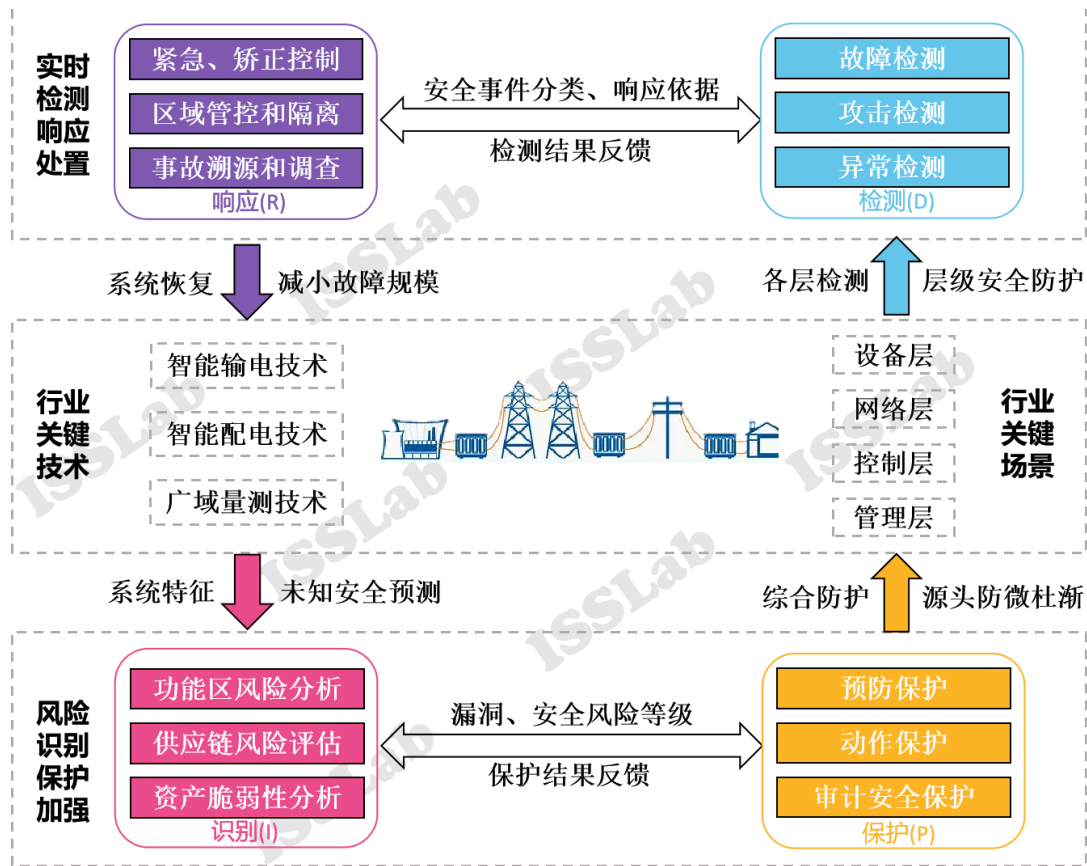 实时
检测
响应
处置
紧急、矫正控制
区域管控和隔离
事故溯源和调查
响应(R)
安全事件分类、响应依据
检测结果反馈
故障检测
攻击检测
异常检测
检测(D)
系统恢复
减小故障规模
各层检测
层级安全防护
行业
关键
技术
智能输电技术
智能配电技术
广域量测技术
设备层
网络层
控制层
管理层
行业
关键
场景
系统特征
未知安全预测
综合防护
源头防微杜渐
风险
识别
保护
加强
功能区风险分析
供应链风险评估
资产脆弱性分析
识别(I)
漏洞、安全风险等级
保护结果反馈
预防保护
动作保护
审计安全保护
保护(P)
ISSLab
ISSLab
ISSLab
ISSLab
ISSLab
ISSLab
ISSLab